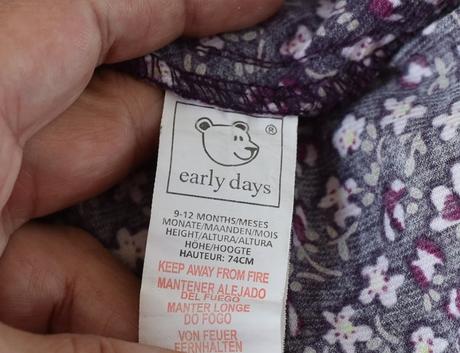 ®
early days
9-12 MONTHS/MESES
MONATE/MAANDEN/MOIS
HEIGHT/ALTURA/ALTURA
HÖHE/HOOGTE
HAUTEUR: 74CM
KEEP AWAY FROM FIRE
MANTENER ALEJADO
DEL FUEGO
MANTER LONGE
DO FOGO
VON FEUER
FERNHALTEN